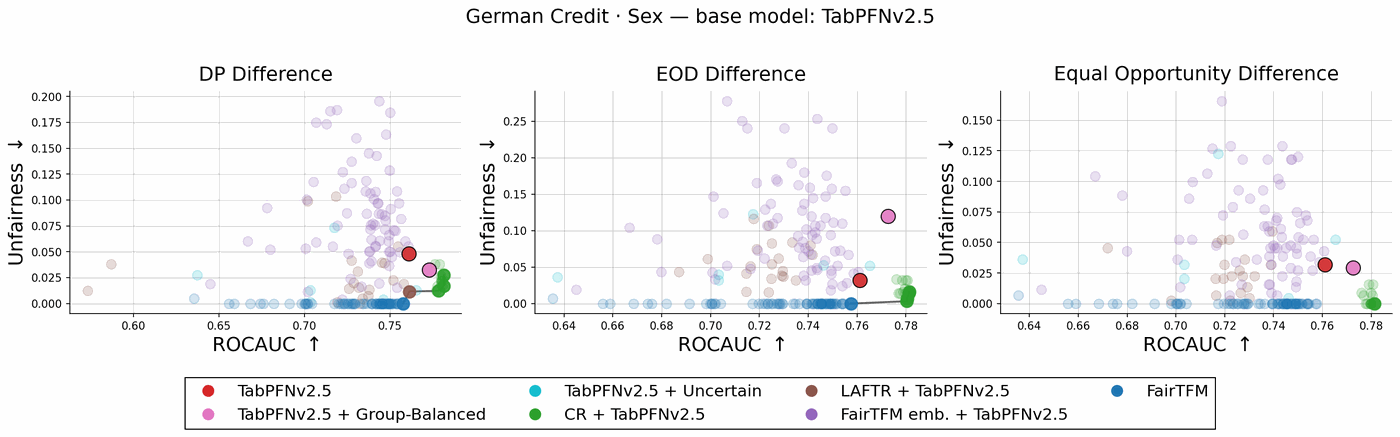 German Credit · Sex — base model: TabPFNv2.5
DP Difference
EOD Difference
Equal Opportunity Difference
Unfairness ↓
0.200
0.175
0.150
0.125
0.100
0.075
0.050
0.025
0.000
0.60
0.70
0.75
ROCAUC ↑
Unfairness ↓
0.25
0.20
0.15
0.10
0.05
0.00
0.64
0.66
0.68
0.70
0.72
0.74
0.76
0.78
ROCAUC ↑
Unfairness ↓
0.150
0.125
0.100
0.075
0.050
0.025
0.000
0.64
0.66
0.68
0.70
0.72
0.74
0.76
0.78
ROCAUC ↑
TabPFNv2.5
TabPFNv2.5 + Uncertain
LAFTR + TabPFNv2.5
FairTFM
TabPFNv2.5 + Group-Balanced
CR + TabPFNv2.5
FairTFM emb. + TabPFNv2.5